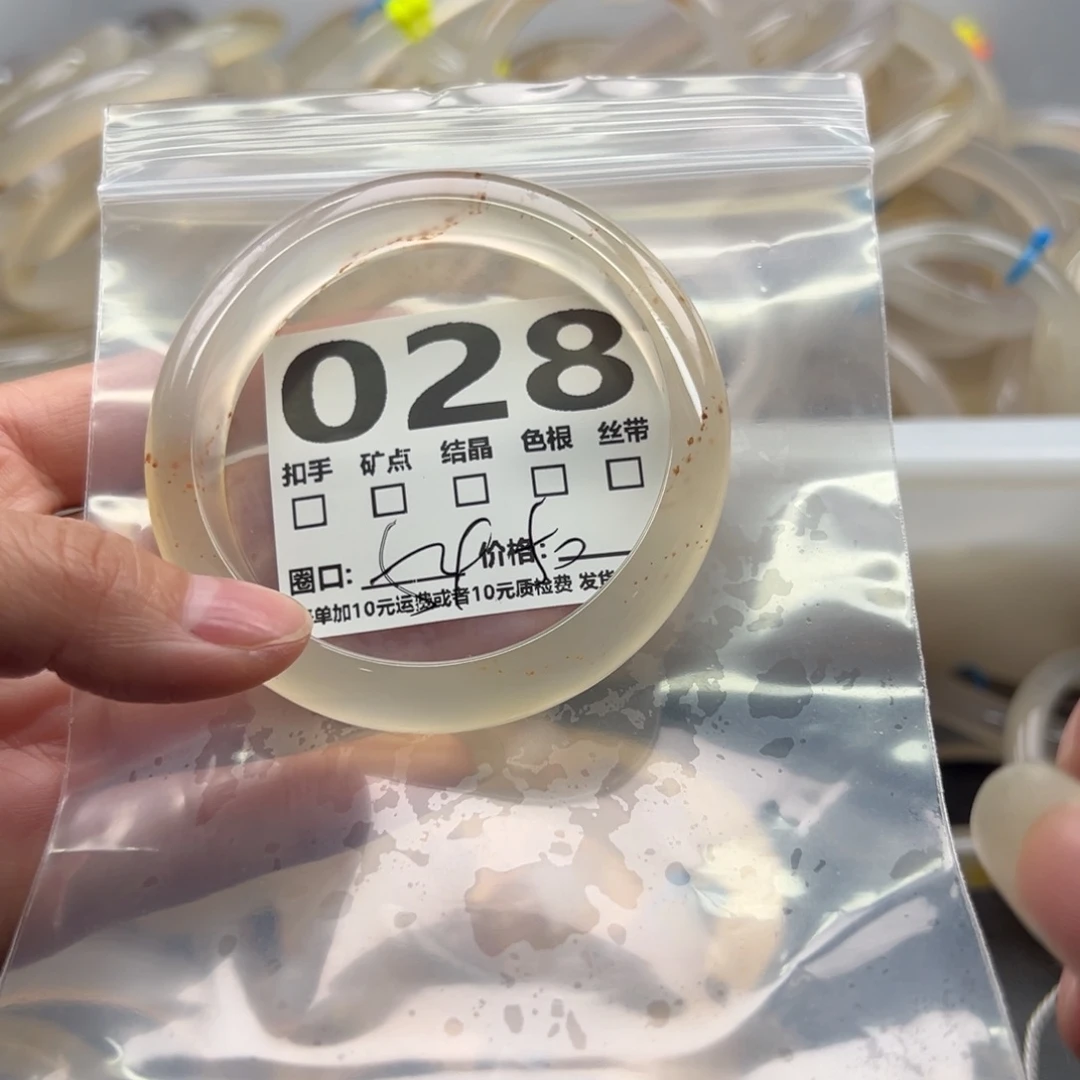 028
扣手 矿点 结晶 色根 丝带
圈口: 价格:
单加10元运费或者10元质检费 发货